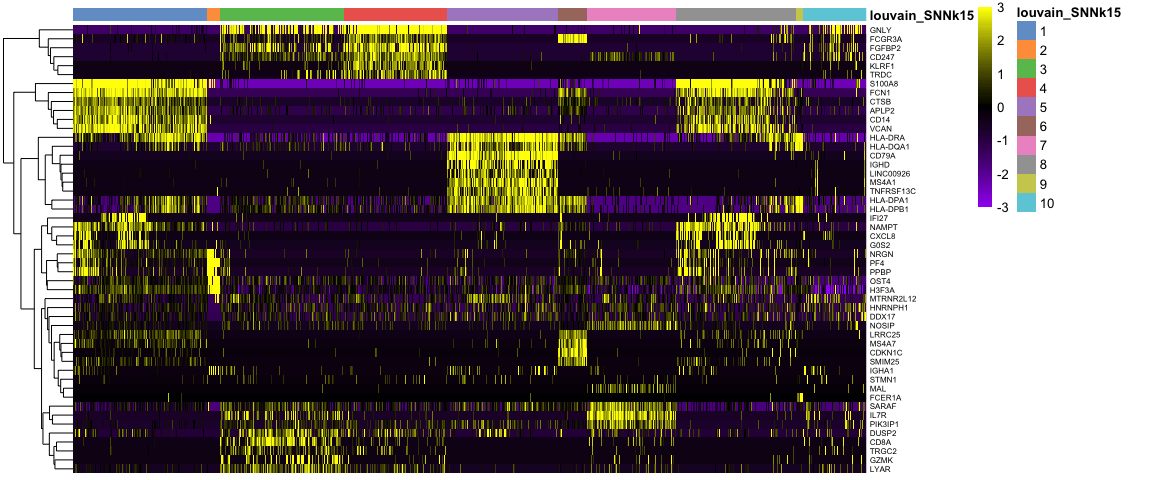 louvain_SNNk15
GNLY
FCGR3A
FGFBP2
CD247
KLRF1
TRDC
S100A8
FCN1
CTSB
APLP2
CD14
VCAN
HLA-DRA
HLA-DQA1
CD79A
IGHD
LINC00926
MS4A1
TNFRSF13C
HLA-DPA1
HLA-DPB1
IFI27
NAMPT
CXCL8
G0S2
NRGN
PF4
PPBP
OST4
H3F3A
MTRNR2L12
HNRNPH1
DDX17
NOSIP
LRRC25
MS4A7
CDKN1C
SMIM25
IGHA1
STMN1
MAL
FCER1A
SARAF
IL7R
PIK3IP1
DUSP2
CD8A
TRGC2
GZMK
LYAR
3
2
1
0
-1
-2
-3
louvain_SNNk15
1
2
3
4
5
6
7
8
9
10